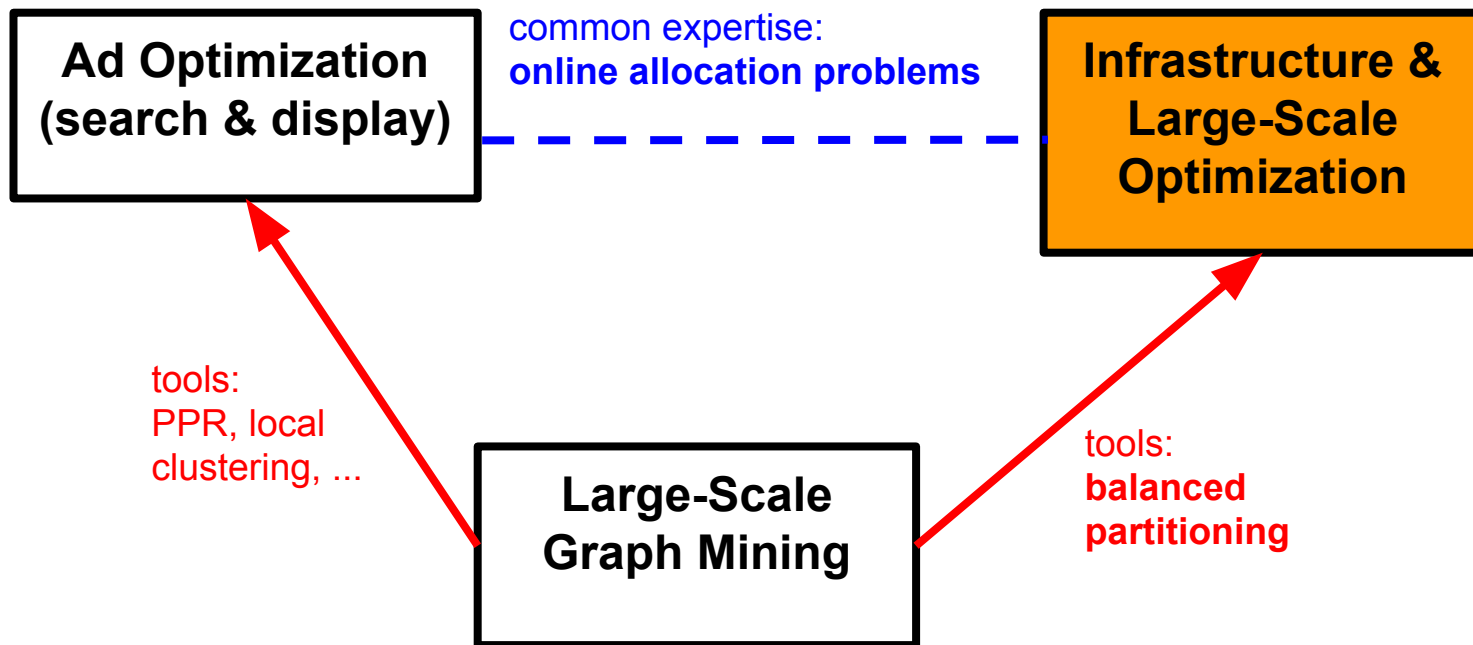 Ad Optimization
(search & display)
common expertise:
online allocation problems
Infrastructure &
Large-Scale
Optimization
tools:
PPR, local
clustering, ...
Large-Scale
Graph Mining
tools:
balanced
partitioning